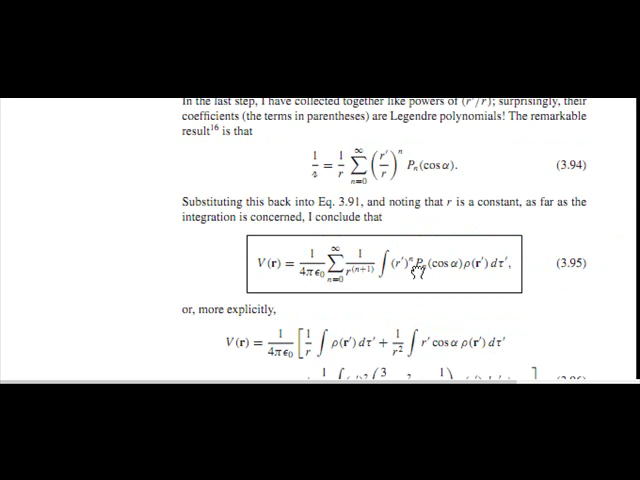 In the last step, I have collected together like powers of (r′/r); surprisingly, their
coefficients (the terms in parentheses) are Legendre polynomials! The remarkable
result¹⁶ is that
1/𝓇 = 1/r ∑_{n=0}^{∞} (r′/r)ⁿ Pₙ(cos α). (3.94)
Substituting this back into Eq. 3.91, and noting that r is a constant, as far as the
integration is concerned, I conclude that
V(r) = 1/4πϵ₀ ∑_{n=0}^{∞} 1/r^{(n+1)} ∫ (r′)ⁿ Pₙ(cos α) ρ(r′) dτ′, (3.95)
or, more explicitly,
V(r) = 1/4πϵ₀ [ 1/r ∫ ρ(r′) dτ′ + 1/r² ∫ r′ cos α ρ(r′) dτ′